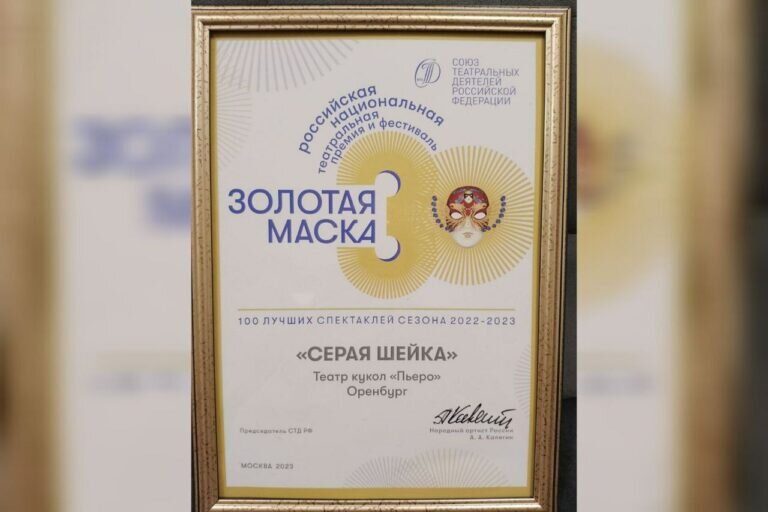 СОЮЗ
ТЕАТРАЛЬНЫХ
ДЕЯТЕЛЕЙ
РОССИЙСКОЙ
ФЕДЕРАЦИИ
российская
национальная
театральная
премия и фестиваль
30
ЗОЛОТАЯ
МАСКА
100 ЛУЧШИХ СПЕКТАКЛЕЙ СЕЗОНА 2022-2023
«СЕРАЯ ШЕЙКА»
Театр кукол «Пьеро»
Оренбург
Председатель СТД РФ
Народный артист России
А. А. Калягин
МОСКВА 2023